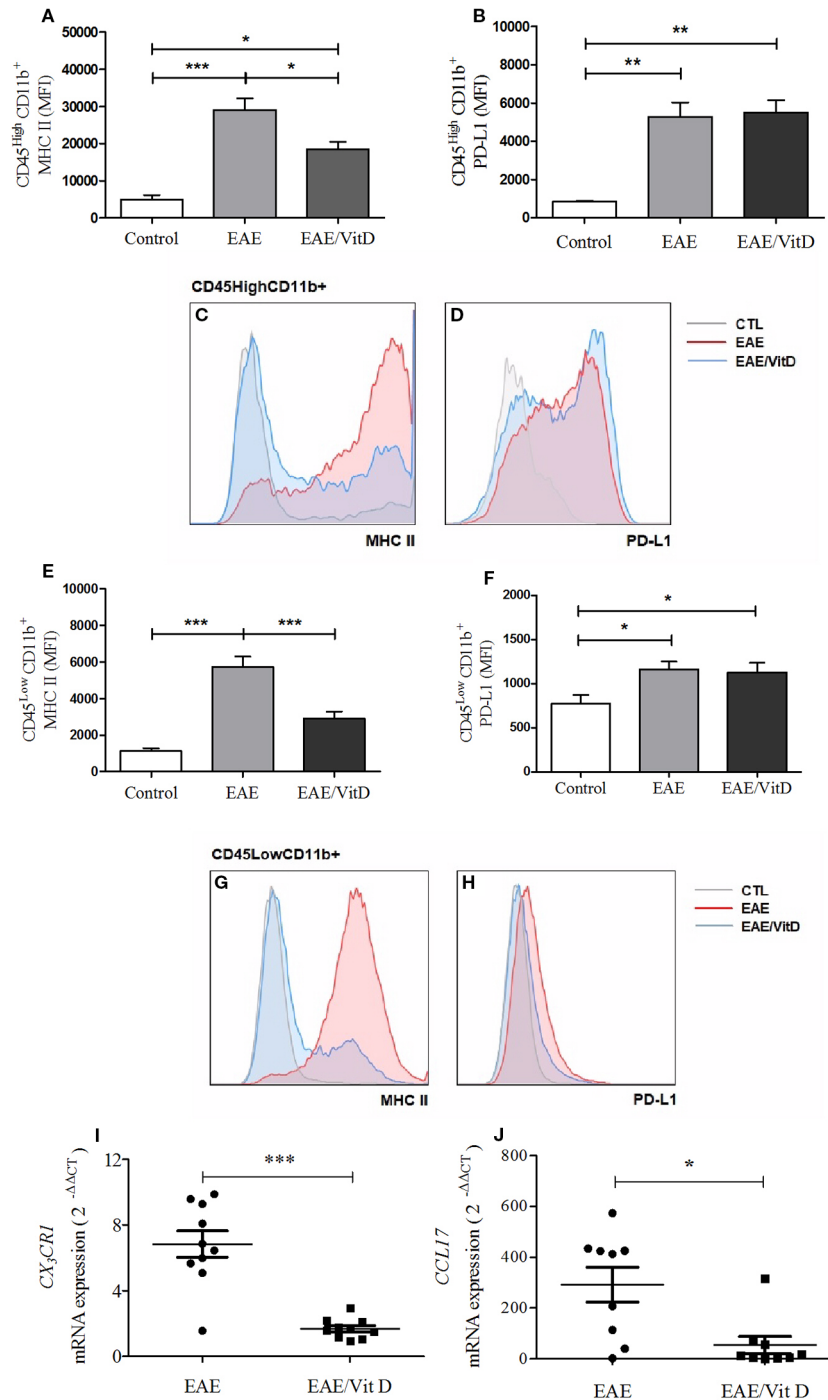 A
CD45High CD11b+
MHC II (MFI)
50000
40000
30000
20000
10000
0
*
***
*
Control
EAE
EAE/VitD
B
CD45High CD11b+
PD-L1 (MFI)
8000
6000
4000
2000
0
**
**
Control
EAE
EAE/VitD
CD45HighCD11b+
C
MHC II
D
PD-L1
CTL
EAE
EAE/VitD
E
CD45Low CD11b+
MHC II (MFI)
10000
8000
6000
4000
2000
0
***
***
Control
EAE
EAE/VitD
F
CD45Low CD11b+
PD-L1 (MFI)
2000
1500
1000
500
0
*
*
Control
EAE
EAE/VitD
CD45LowCD11b+
G
MHC II
H
PD-L1
CTL
EAE
EAE/VitD
I
CX3CR1
mRNA expression ( 2 -ΔΔCT )
12
8
4
0
***
EAE
EAE/Vit D
J
CCL17
mRNA expression ( 2 -ΔΔCT )
800
600
400
200
0
*
EAE
EAE/Vit D